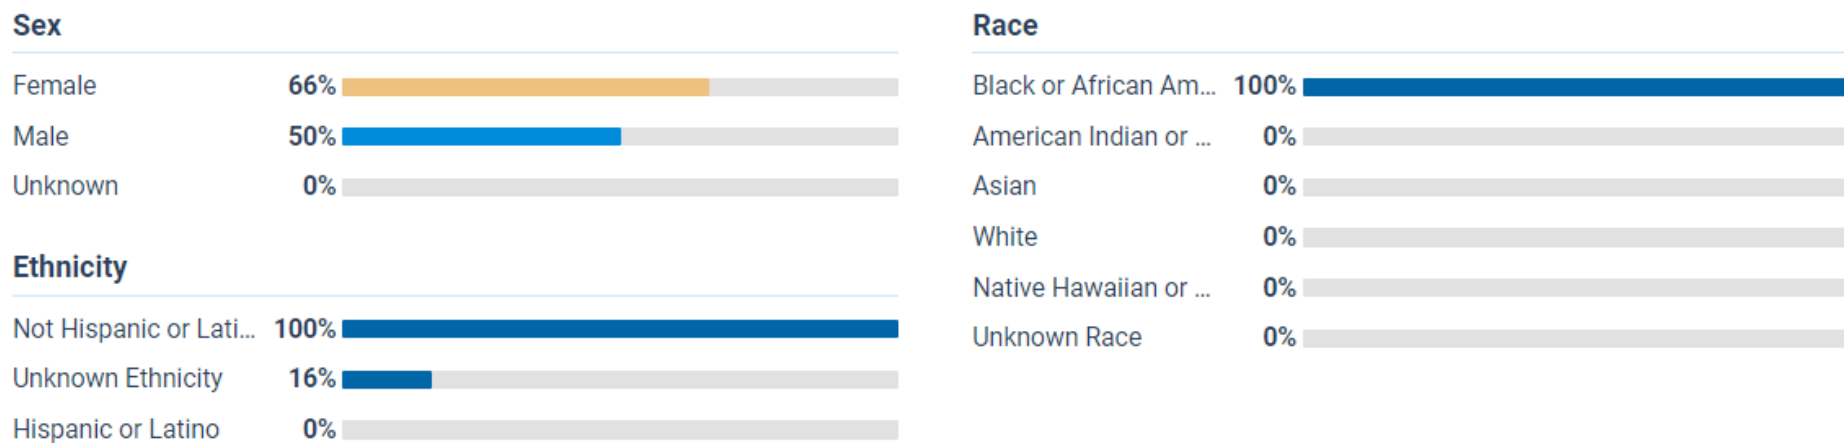 Sex
Female 66%
Male 50%
Unknown 0%
Ethnicity
Not Hispanic or Lati... 100%
Unknown Ethnicity 16%
Hispanic or Latino 0%
Race
Black or African Am... 100%
American Indian or ... 0%
Asian 0%
White 0%
Native Hawaiian or ... 0%
Unknown Race 0%